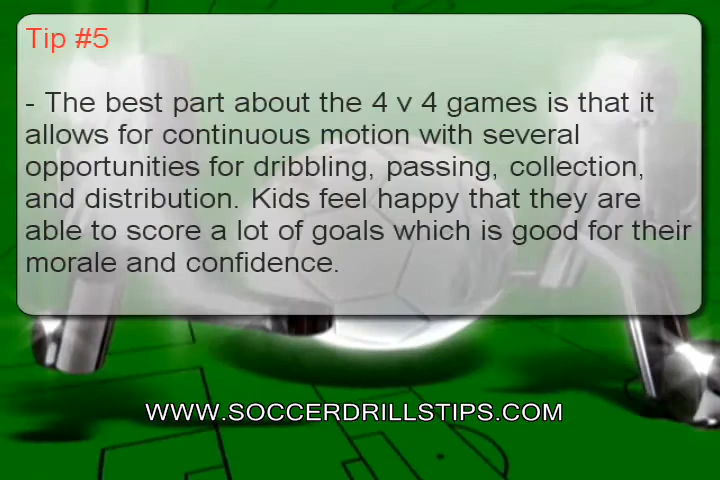 Tip #5
- The best part about the 4 v 4 games is that it
allows for continuous motion with several
opportunities for dribbling, passing, collection,
and distribution. Kids feel happy that they are
able to score a lot of goals which is good for their
morale and confidence.
WWW.SOCCERDRILLSTIPS.COM